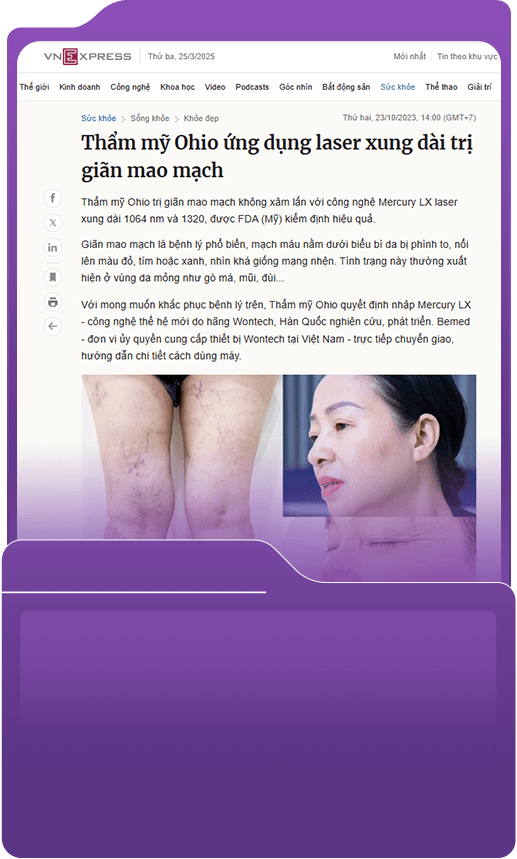 VNEXPRESS
Thứ ba, 25/3/2025
Mới nhất
Tin theo khu vực
Thế giới Kinh doanh Công nghệ Khoa học Video Podcasts Góc nhìn Bất động sản Sức khỏe Thể thao Giải trí
Sức khỏe > Sống khỏe > Khỏe đẹp
Thứ hai, 23/10/2023, 14:00 (GMT+7)
Thẩm mỹ Ohio ứng dụng laser xung dài trị
giãn mao mạch
Thẩm mỹ Ohio trị giãn mao mạch không xâm lấn với công nghệ Mercury LX laser
xung dài 1064 nm và 1320, được FDA (Mỹ) kiểm định hiệu quả.
Giãn mao mạch là bệnh lý phổ biến, mạch máu nằm dưới biểu bì da bị phình to, nổi
lên màu đỏ, tím hoặc xanh, nhìn khá giống mạng nhện. Tình trạng này thường xuất
hiện ở vùng da mỏng như gò má, mũi, đùi...
Với mong muốn khắc phục bệnh lý trên, Thẩm mỹ Ohio quyết định nhập Mercury LX
- công nghệ thế hệ mới do hãng Wontech, Hàn Quốc nghiên cứu, phát triển. Bemed
- đơn vị ủy quyền cung cấp thiết bị Wontech tại Việt Nam - trực tiếp chuyển giao,
hướng dẫn chi tiết cách dùng máy.